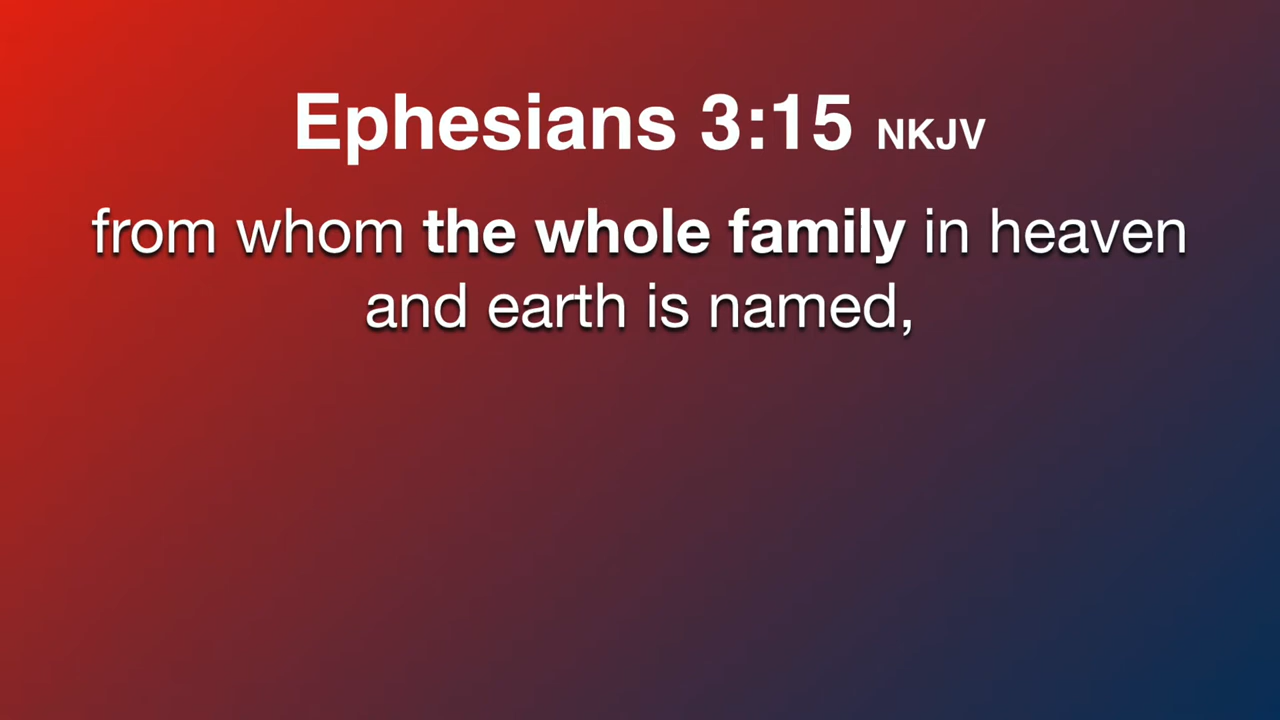 Ephesians 3:15 NKJV
from whom the whole family in heaven
and earth is named,